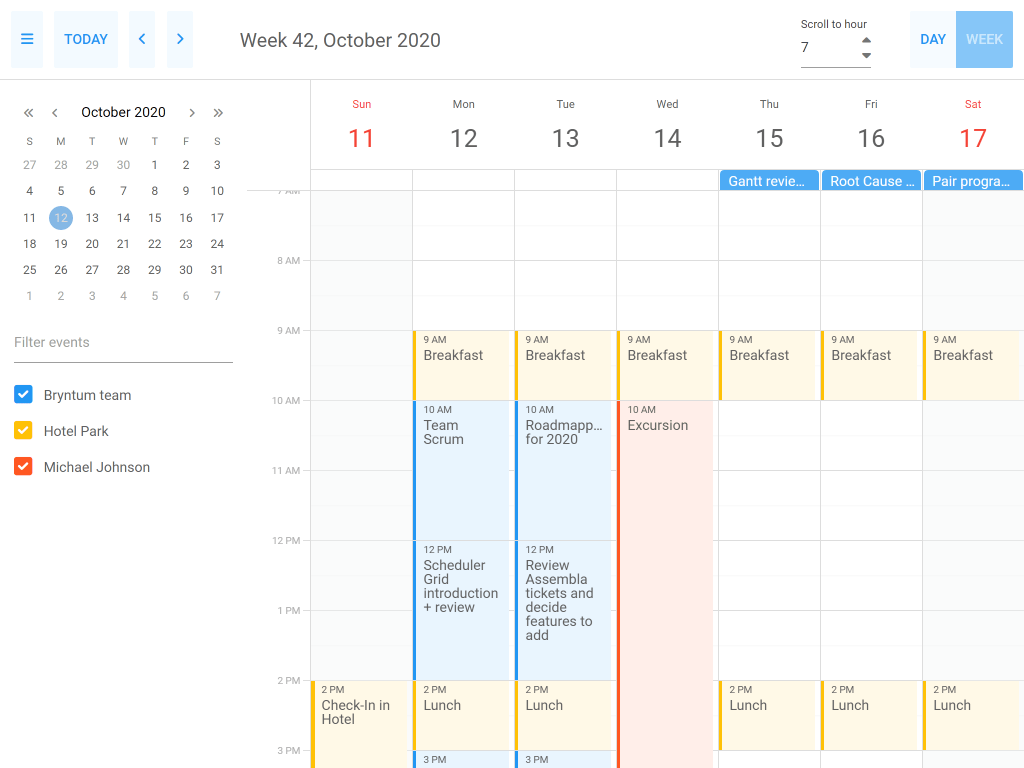 TODAY
Week 42, October 2020
Scroll to hour
7
DAY
WEEK
October 2020
S M T W T F S
27 28 29 30 1 2 3
4 5 6 7 8 9 10
11 12 13 14 15 16 17
18 19 20 21 22 23 24
25 26 27 28 29 30 31
1 2 3 4 5 6 7
Filter events
Bryntum team
Hotel Park
Michael Johnson
Sun Mon Tue Wed Thu Fri Sat
11 12 13 14 15 16 17
Gantt revie... Root Cause ... Pair progra...
7 AM
8 AM
9 AM
10 AM
11 AM
12 PM
1 PM
2 PM
3 PM
2 PM
Check-In in
Hotel
9 AM
Breakfast
10 AM
Team
Scrum
12 PM
Scheduler
Grid
introduction
+ review
2 PM
Lunch
3 PM
9 AM
Breakfast
10 AM
Roadmapp...
for 2020
12 PM
Review
Assembla
tickets and
decide
features to
add
2 PM
Lunch
3 PM
9 AM
Breakfast
10 AM
Excursion
9 AM
Breakfast
2 PM
Lunch
9 AM
Breakfast
2 PM
Lunch
9 AM
Breakfast
2 PM
Lunch